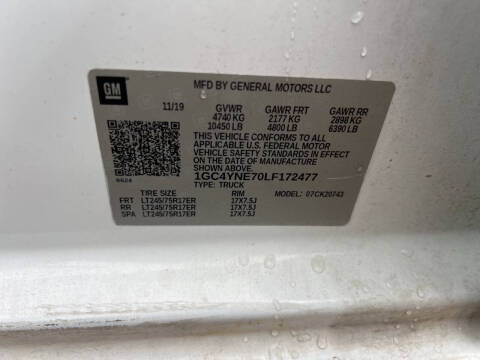 GM
MFD BY GENERAL MOTORS LLC
11/19 GVWR GAWR FRT GAWR RR
4740 KG 2177 KG 2898 KG
10450 LB 4800 LB 6390 LB
THIS VEHICLE CONFORMS TO ALL
APPLICABLE U.S. FEDERAL MOTOR
VEHICLE SAFETY STANDARDS IN EFFECT
ON THE DATE OF MANUFACTURE SHOWN ABOVE.
1GC4YNE70LF172477
TYPE: TRUCK MODEL: 07CK20743
TIRE SIZE RIM
FRT LT245/75R17ER 17X7.5J
RR LT245/75R17ER 17X7.5J
SPA LT245/75R17ER 17X7.5J